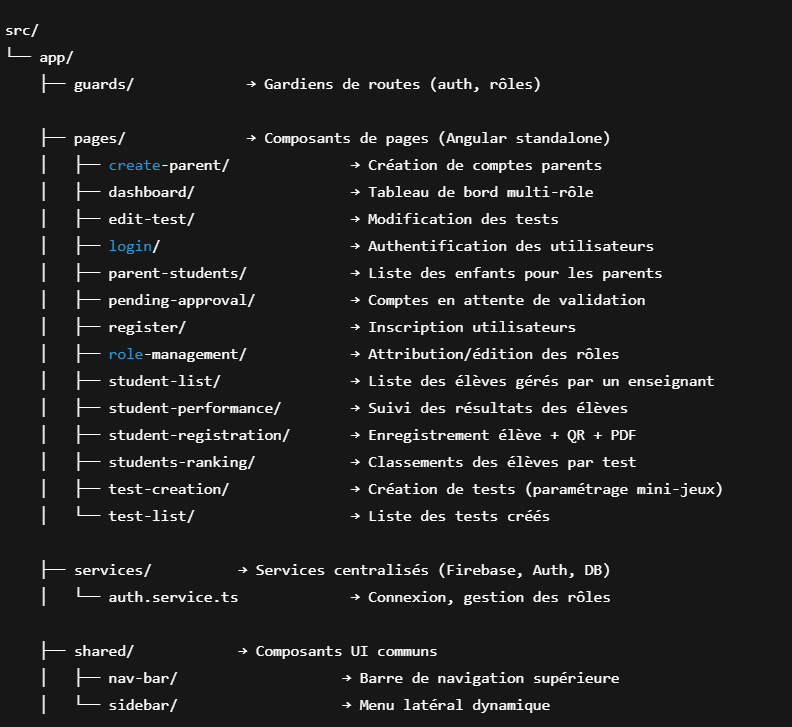 src/
└── app/
    ├── guards/             → Gardiens de routes (auth, rôles)
    ├── pages/              → Composants de pages (Angular standalone)
    │   ├── create-parent/              → Création de comptes parents
    │   ├── dashboard/                  → Tableau de bord multi-rôle
    │   ├── edit-test/                  → Modification des tests
    │   ├── login/                      → Authentification des utilisateurs
    │   ├── parent-students/            → Liste des enfants pour les parents
    │   ├── pending-approval/           → Comptes en attente de validation
    │   ├── register/                   → Inscription utilisateurs
    │   ├── role-management/            → Attribution/édition des rôles
    │   ├── student-list/               → Liste des élèves gérés par un enseignant
    │   ├── student-performance/        → Suivi des résultats des élèves
    │   ├── student-registration/       → Enregistrement élève + QR + PDF
    │   ├── students-ranking/           → Classements des élèves par test
    │   ├── test-creation/              → Création de tests (paramétrage mini-jeux)
    │   └── test-list/                  → Liste des tests créés
    ├── services/          → Services centralisés (Firebase, Auth, DB)
    │   └── auth.service.ts             → Connexion, gestion des rôles
    ├── shared/            → Composants UI communs
    │   ├── nav-bar/                   → Barre de navigation supérieure
    │   └── sidebar/                   → Menu latéral dynamique